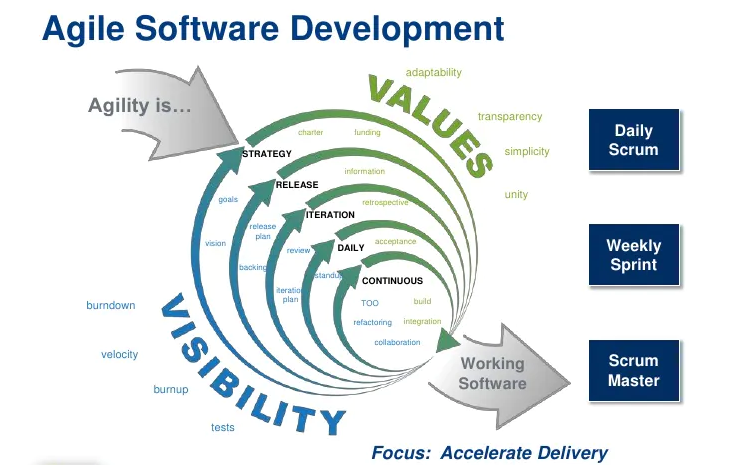 Agile Software Development
Agility is...
VALUES
adaptability
transparency
simplicity
unity
charter
funding
STRATEGY
information
RELEASE
goals
retrospective
ITERATION
release
plan
vision
acceptance
DAILY
review
backing
standup
CONTINUOUS
iteration
plan
TOO
build
refactoring
integration
collaboration
VISIBILITY
burndown
velocity
burnup
tests
Working
Software
Daily
Scrum
Weekly
Sprint
Scrum
Master
Focus: Accelerate Delivery